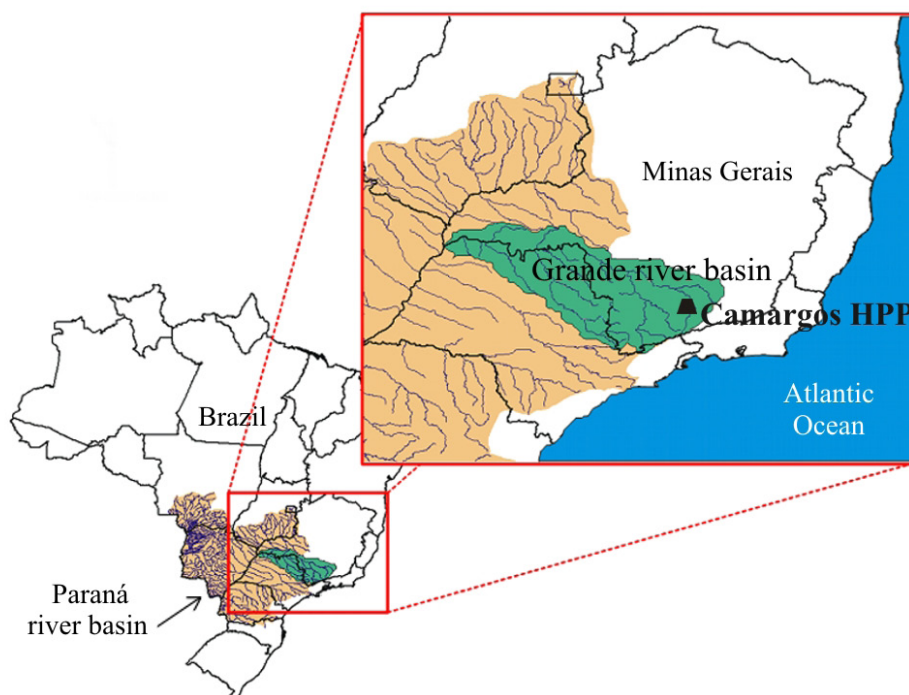 Minas Gerais
Grande river basin
Camargos HPP
Atlantic
Ocean
Brazil
Paraná
river basin